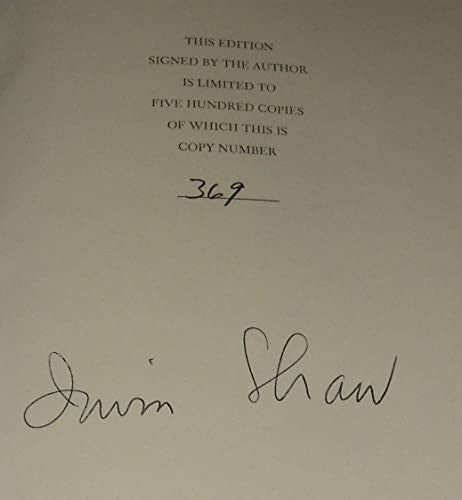 THIS EDITION
SIGNED BY THE AUTHOR
IS LIMITED TO
FIVE HUNDRED COPIES
OF WHICH THIS IS
COPY NUMBER
369
Irwin Shaw